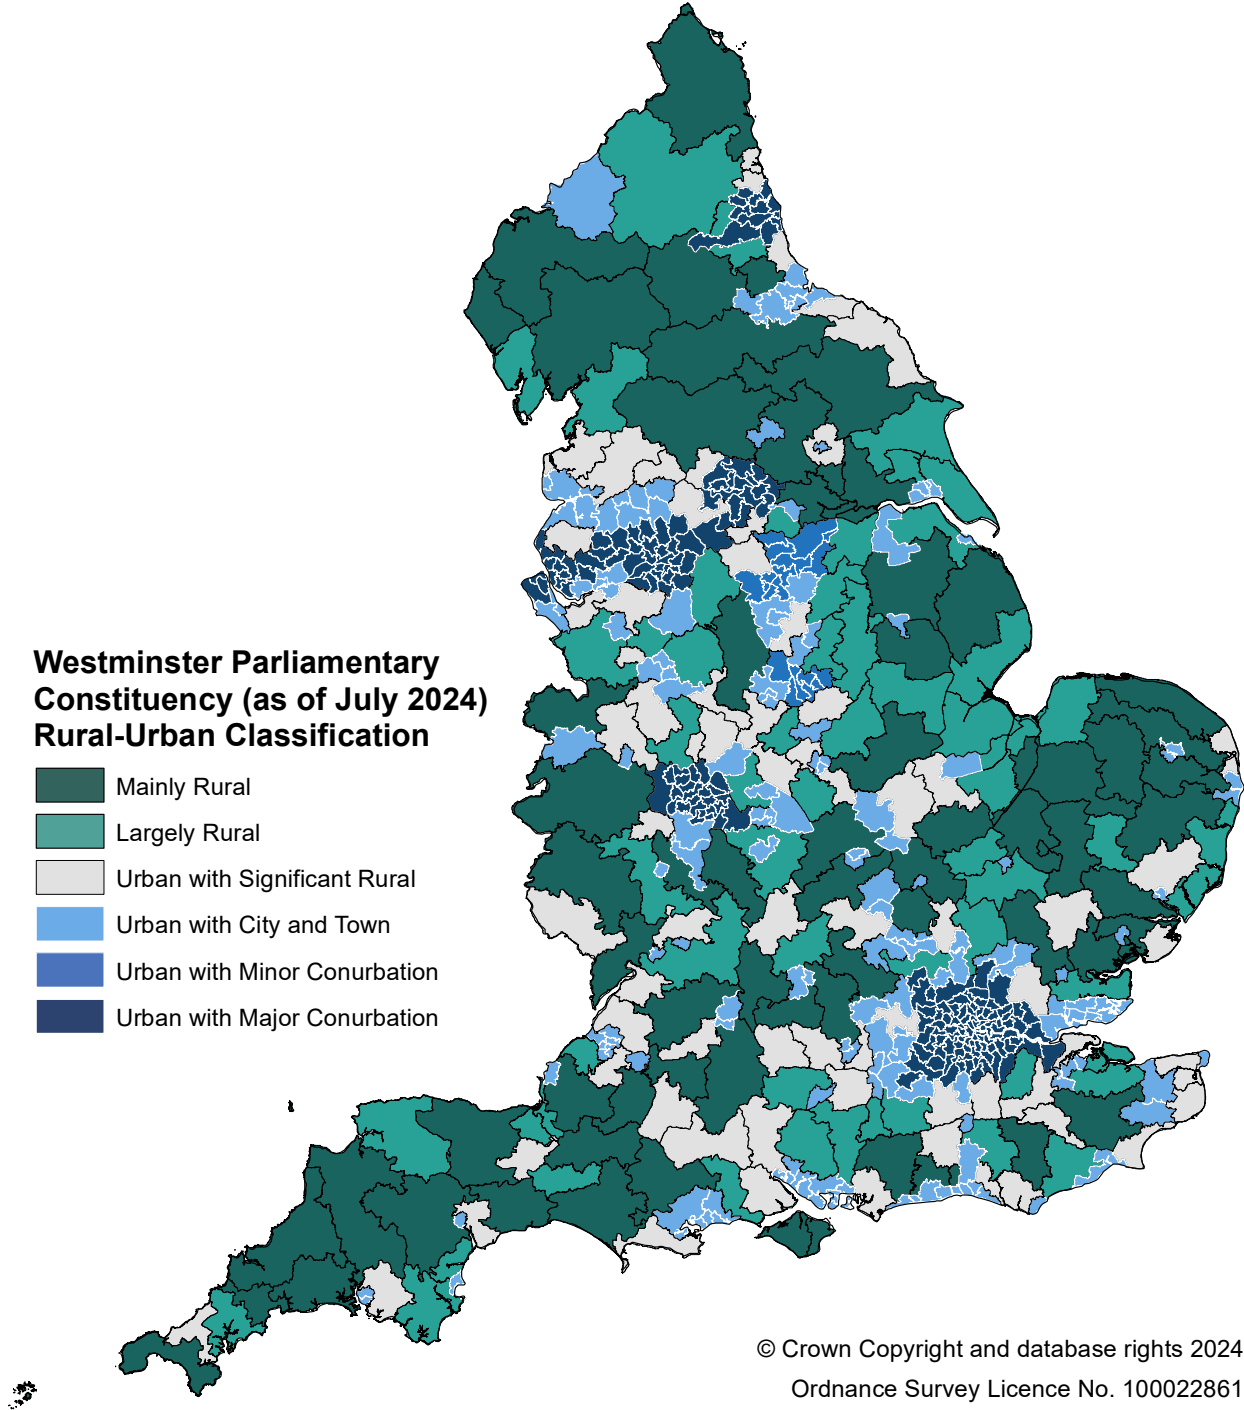 Westminster Parliamentary
Constituency (as of July 2024)
Rural-Urban Classification
Mainly Rural
Largely Rural
Urban with Significant Rural
Urban with City and Town
Urban with Minor Conurbation
Urban with Major Conurbation
© Crown Copyright and database rights 2024
Ordnance Survey Licence No. 100022861